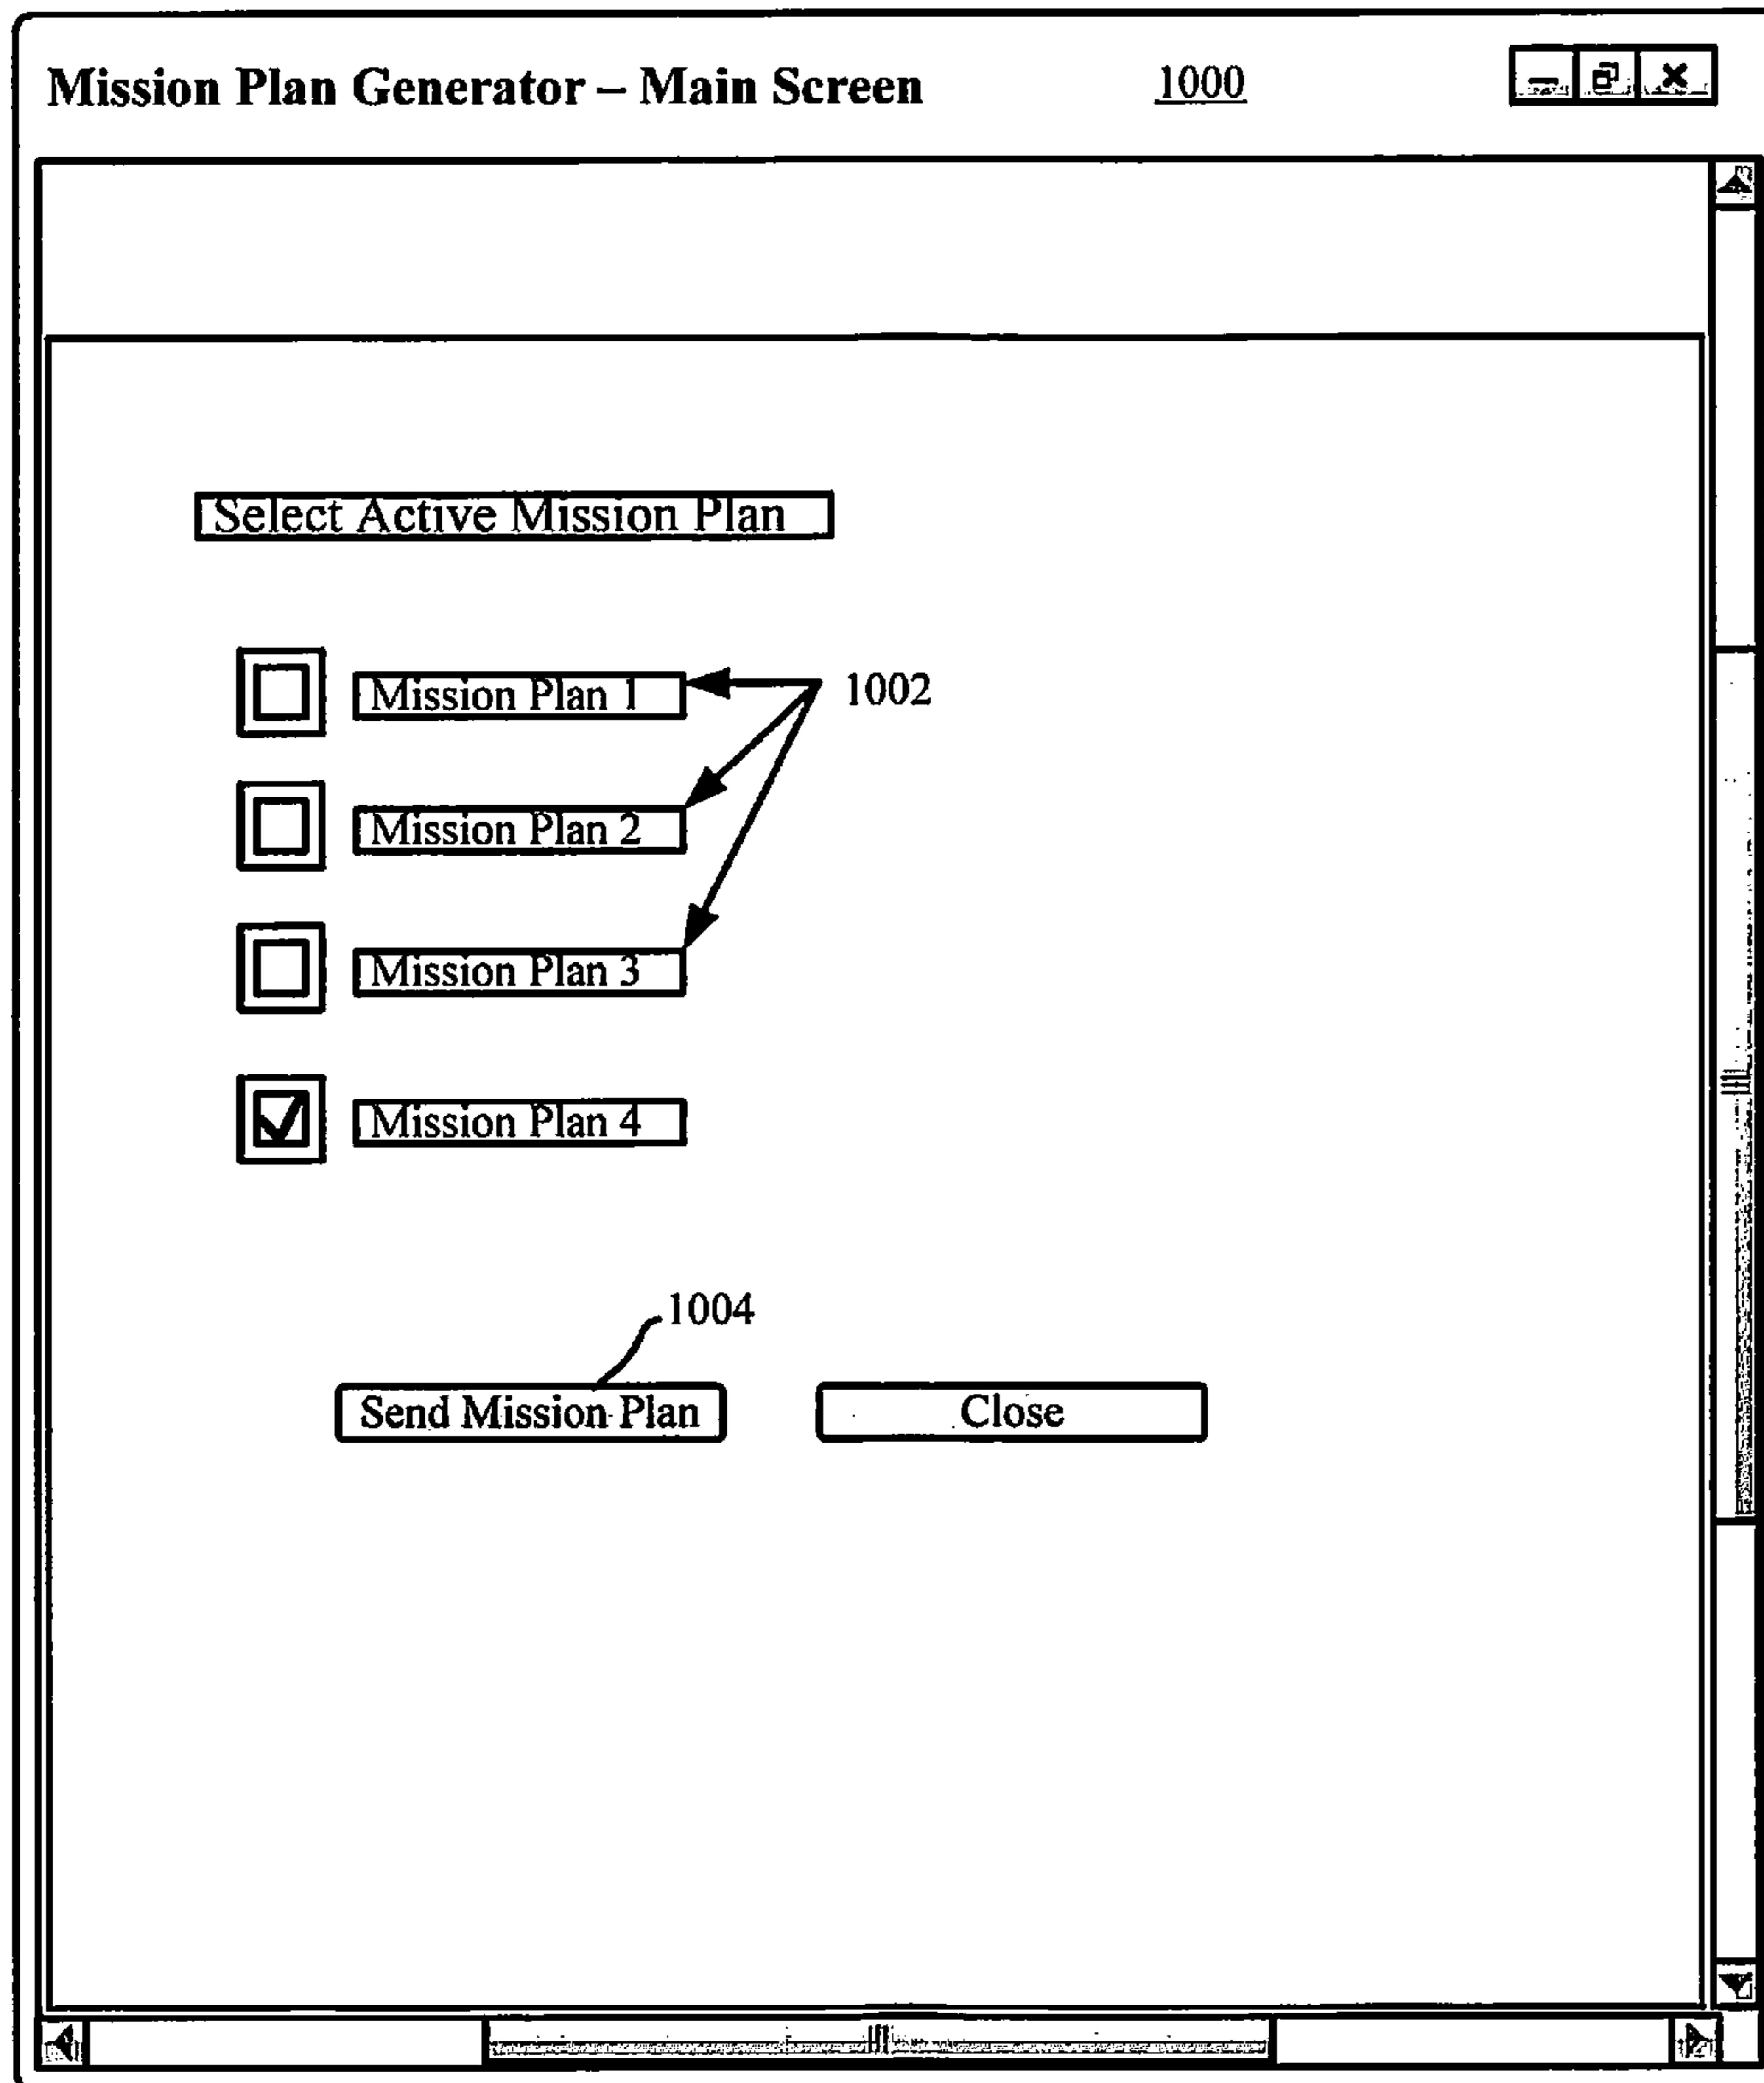 Mission Plan Generator – Main Screen 1000
Select Active Mission Plan
Mission Plan 1 1002
Mission Plan 2
Mission Plan 3
Mission Plan 4
1004
Send Mission Plan Close